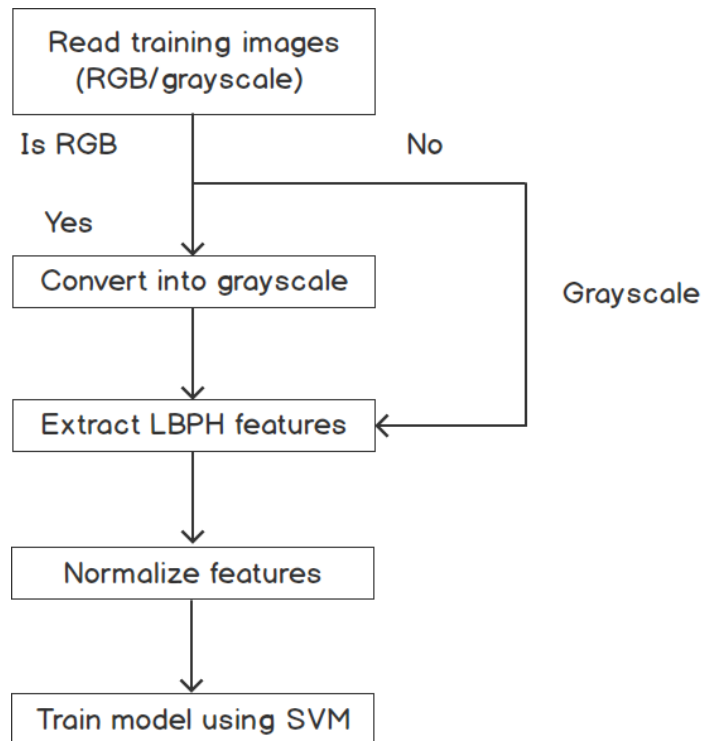 Read training images
(RGB/grayscale)
Is RGB
No
Yes
Convert into grayscale
Grayscale
Extract LBPH features
Normalize features
Train model using SVM